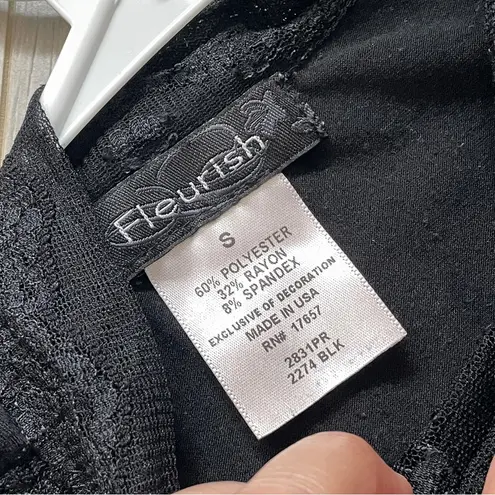 Fleurish
S
60% POLYESTER
32% RAYON
8% SPANDEX
EXCLUSIVE OF DECORATION
MADE IN USA
RN# 17657
2831PR
2274 BLK